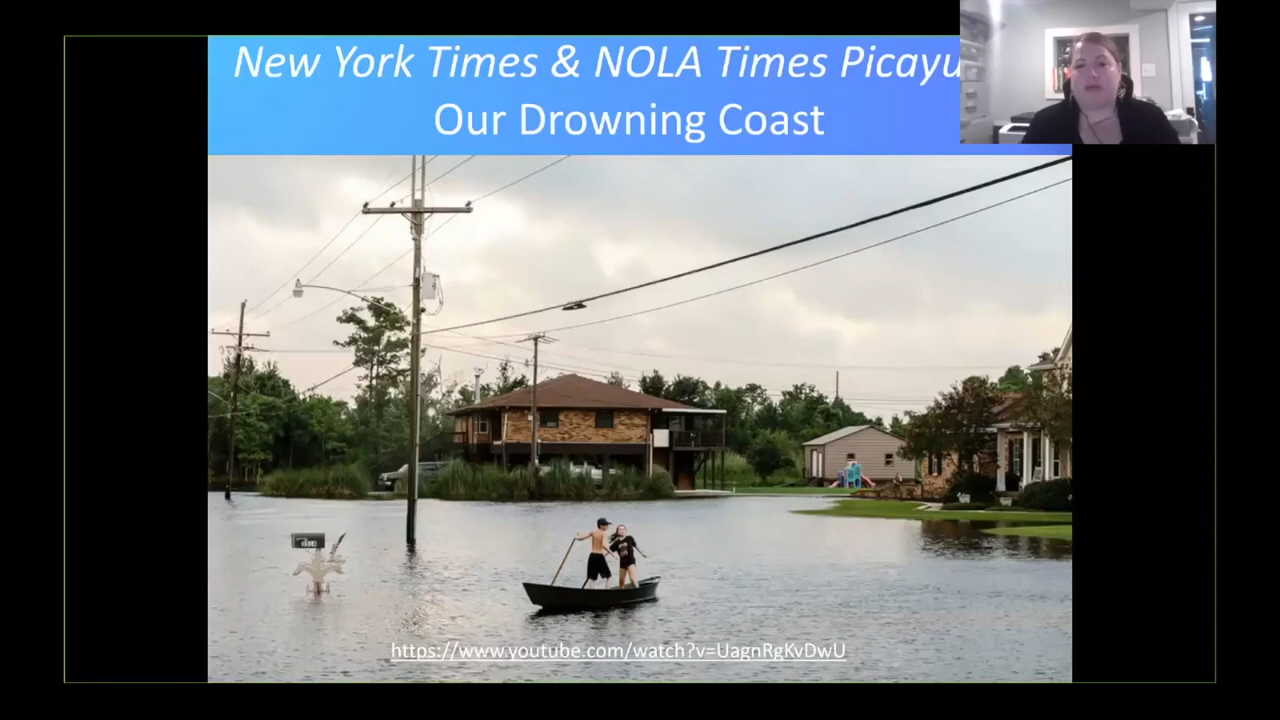 New York Times & NOLA Times Picayu
Our Drowning Coast
https://www.youtube.com/watch?v=UagnRgKvDwU